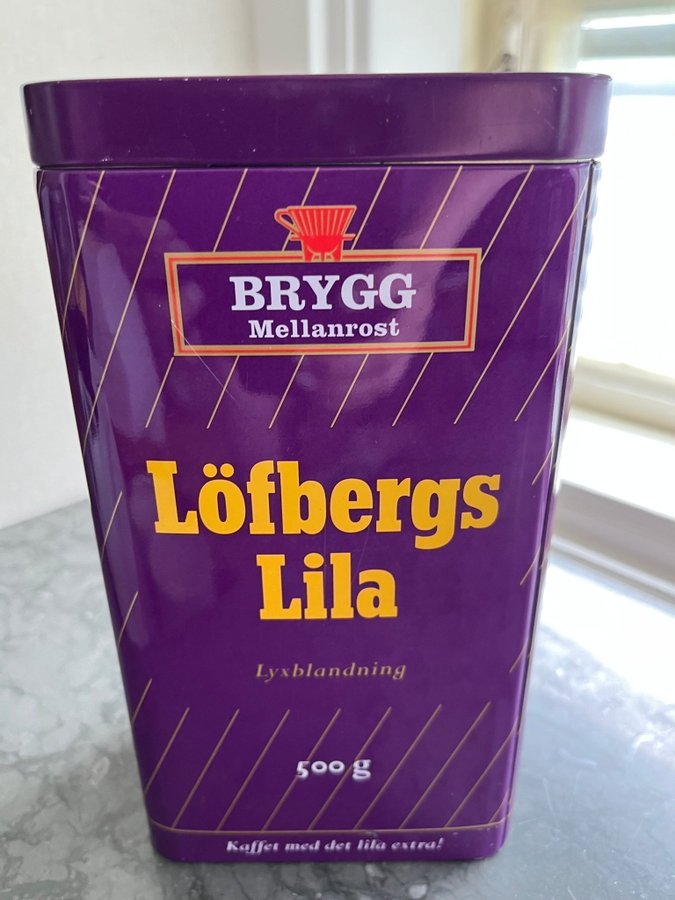 BRYGG
Mellanrost
Löfbergs
Lila
Lyxblandning
500 g
Kaffet med det lila extra!